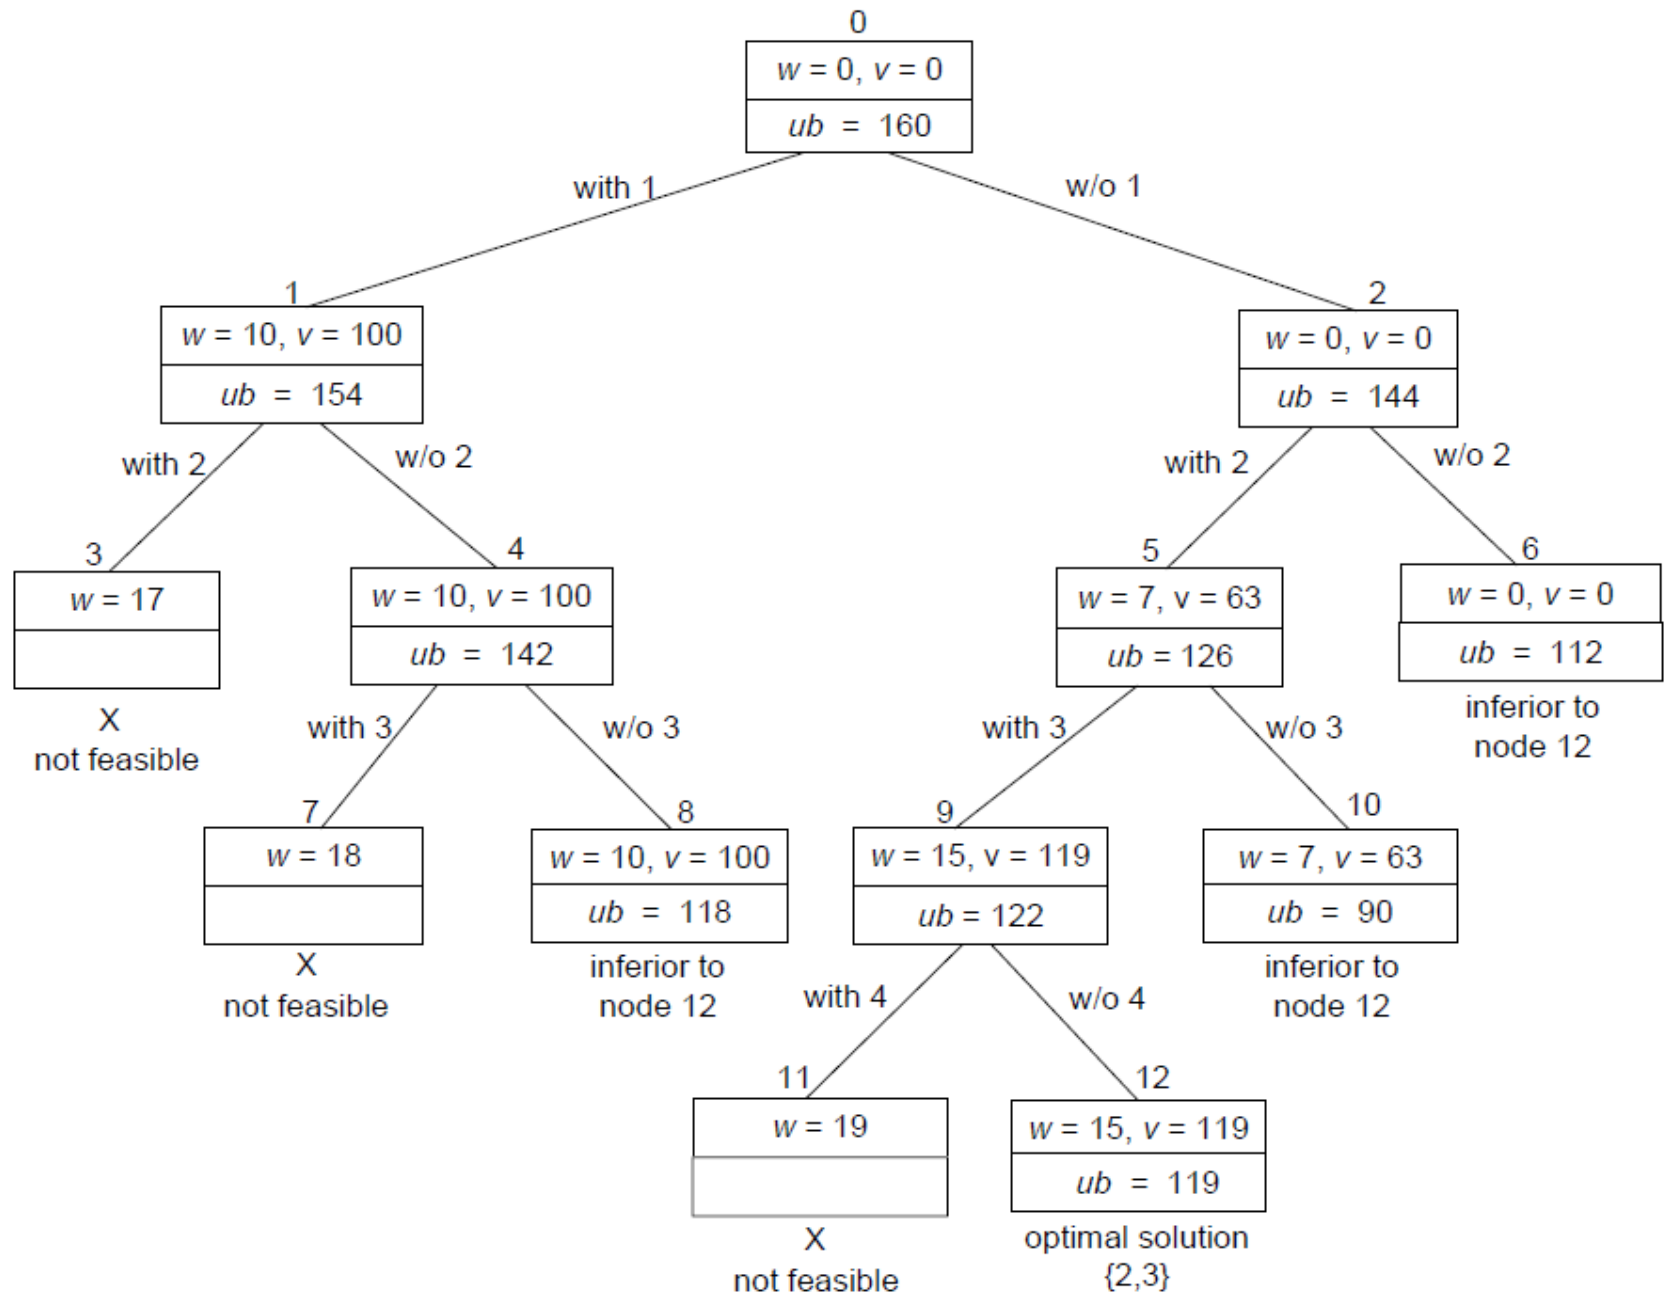 0
w = 0, v = 0
ub = 160
with 1
w/o 1
1
w = 10, v = 100
ub = 154
2
w = 0, v = 0
ub = 144
with 2
w/o 2
with 2
w/o 2
3
w = 17
X
not feasible
4
w = 10, v = 100
ub = 142
5
w = 7, v = 63
ub = 126
6
w = 0, v = 0
ub = 112
inferior to
node 12
with 3
w/o 3
with 3
w/o 3
7
w = 18
X
not feasible
8
w = 10, v = 100
ub = 118
inferior to
node 12
9
w = 15, v = 119
ub = 122
10
w = 7, v = 63
ub = 90
inferior to
node 12
with 4
w/o 4
11
w = 19
X
not feasible
12
w = 15, v = 119
ub = 119
optimal solution
{2,3}